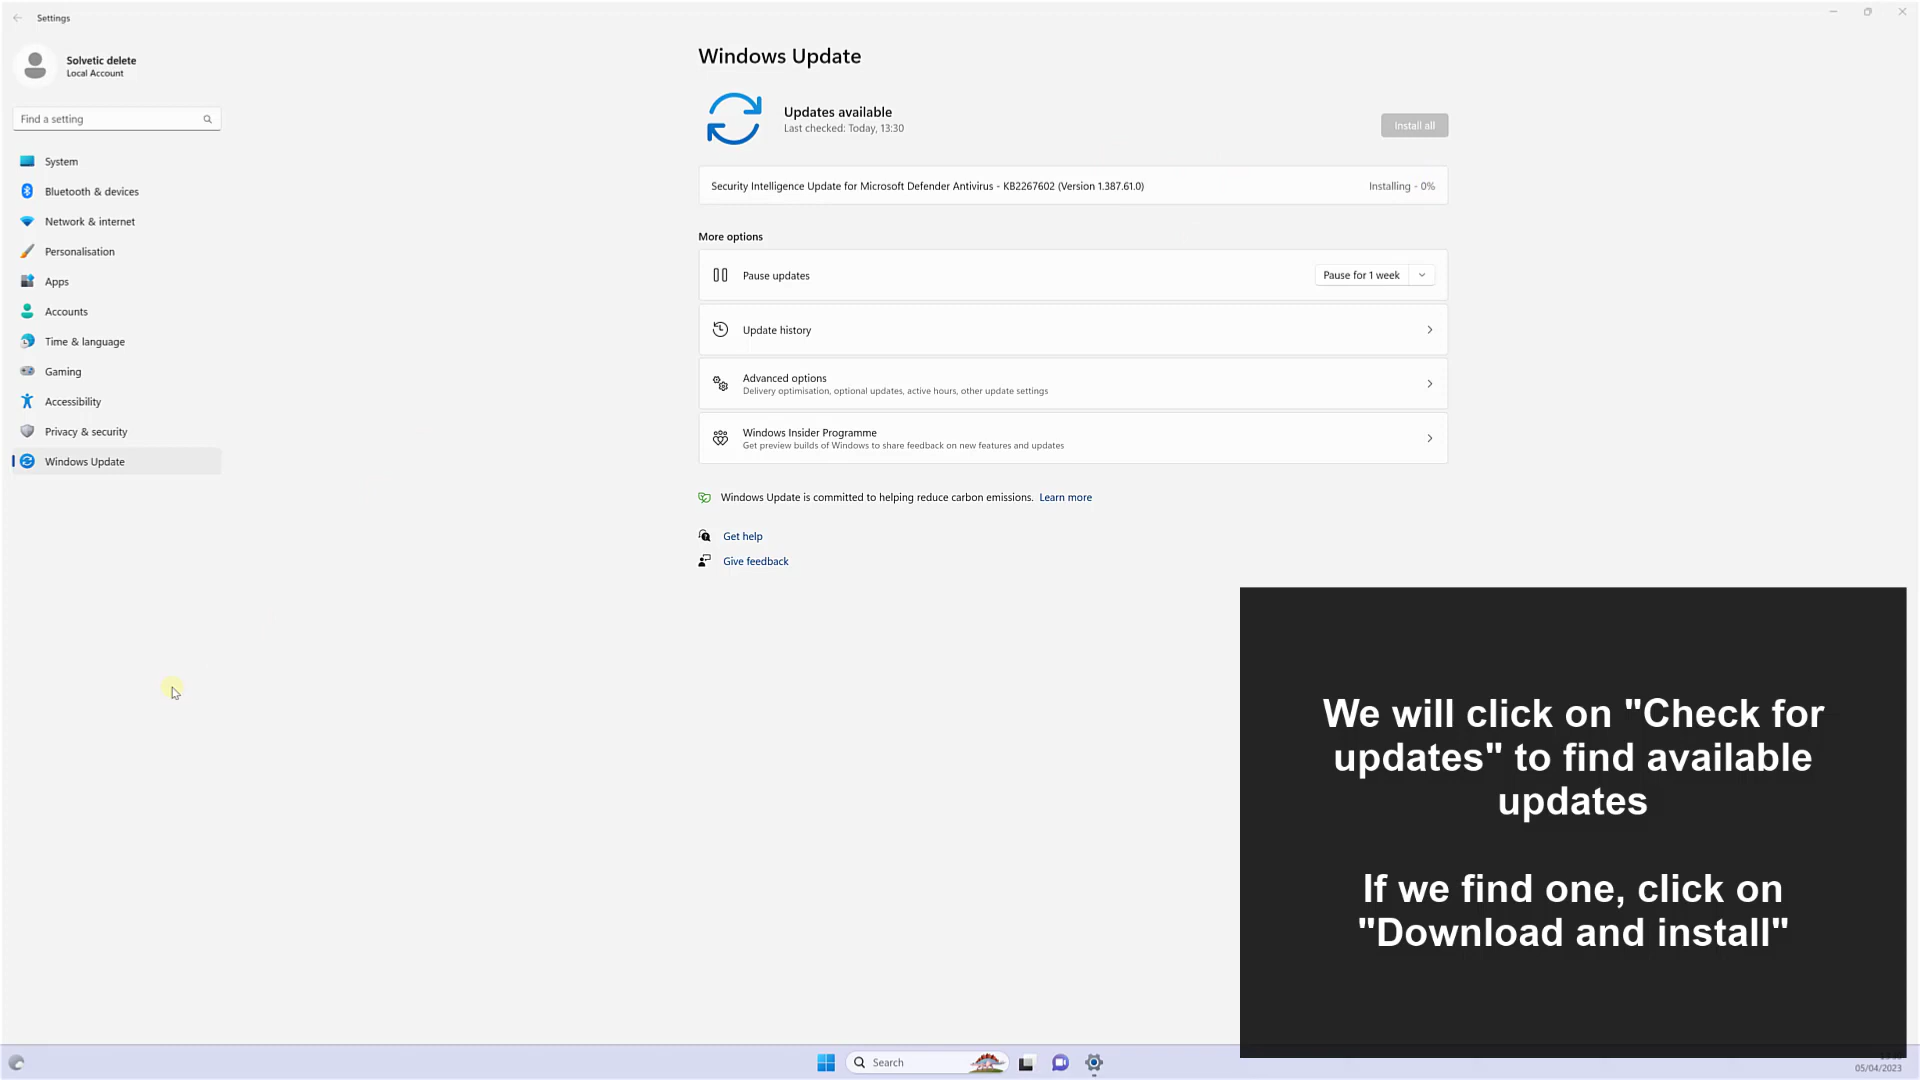 Settings
Solvetic delete
Local Account
Find a setting
System
Bluetooth & devices
Network & internet
Personalisation
Apps
Accounts
Time & language
Gaming
Accessibility
Privacy & security
Windows Update
Windows Update
Updates available
Last checked: Today, 13:30
Install all
Security Intelligence Update for Microsoft Defender Antivirus - KB2267602 (Version 1.387.61.0)
Installing - 0%
More options
Pause updates
Pause for 1 week
Update history
Advanced options
Delivery optimisation, optional updates, active hours, other update settings
Windows Insider Programme
Get preview builds of Windows to share feedback on new features and updates
Windows Update is committed to helping reduce carbon emissions. Learn more
Get help
Give feedback
We will click on "Check for
updates" to find available
updates
If we find one, click on
"Download and install"
Search
05/04/2023